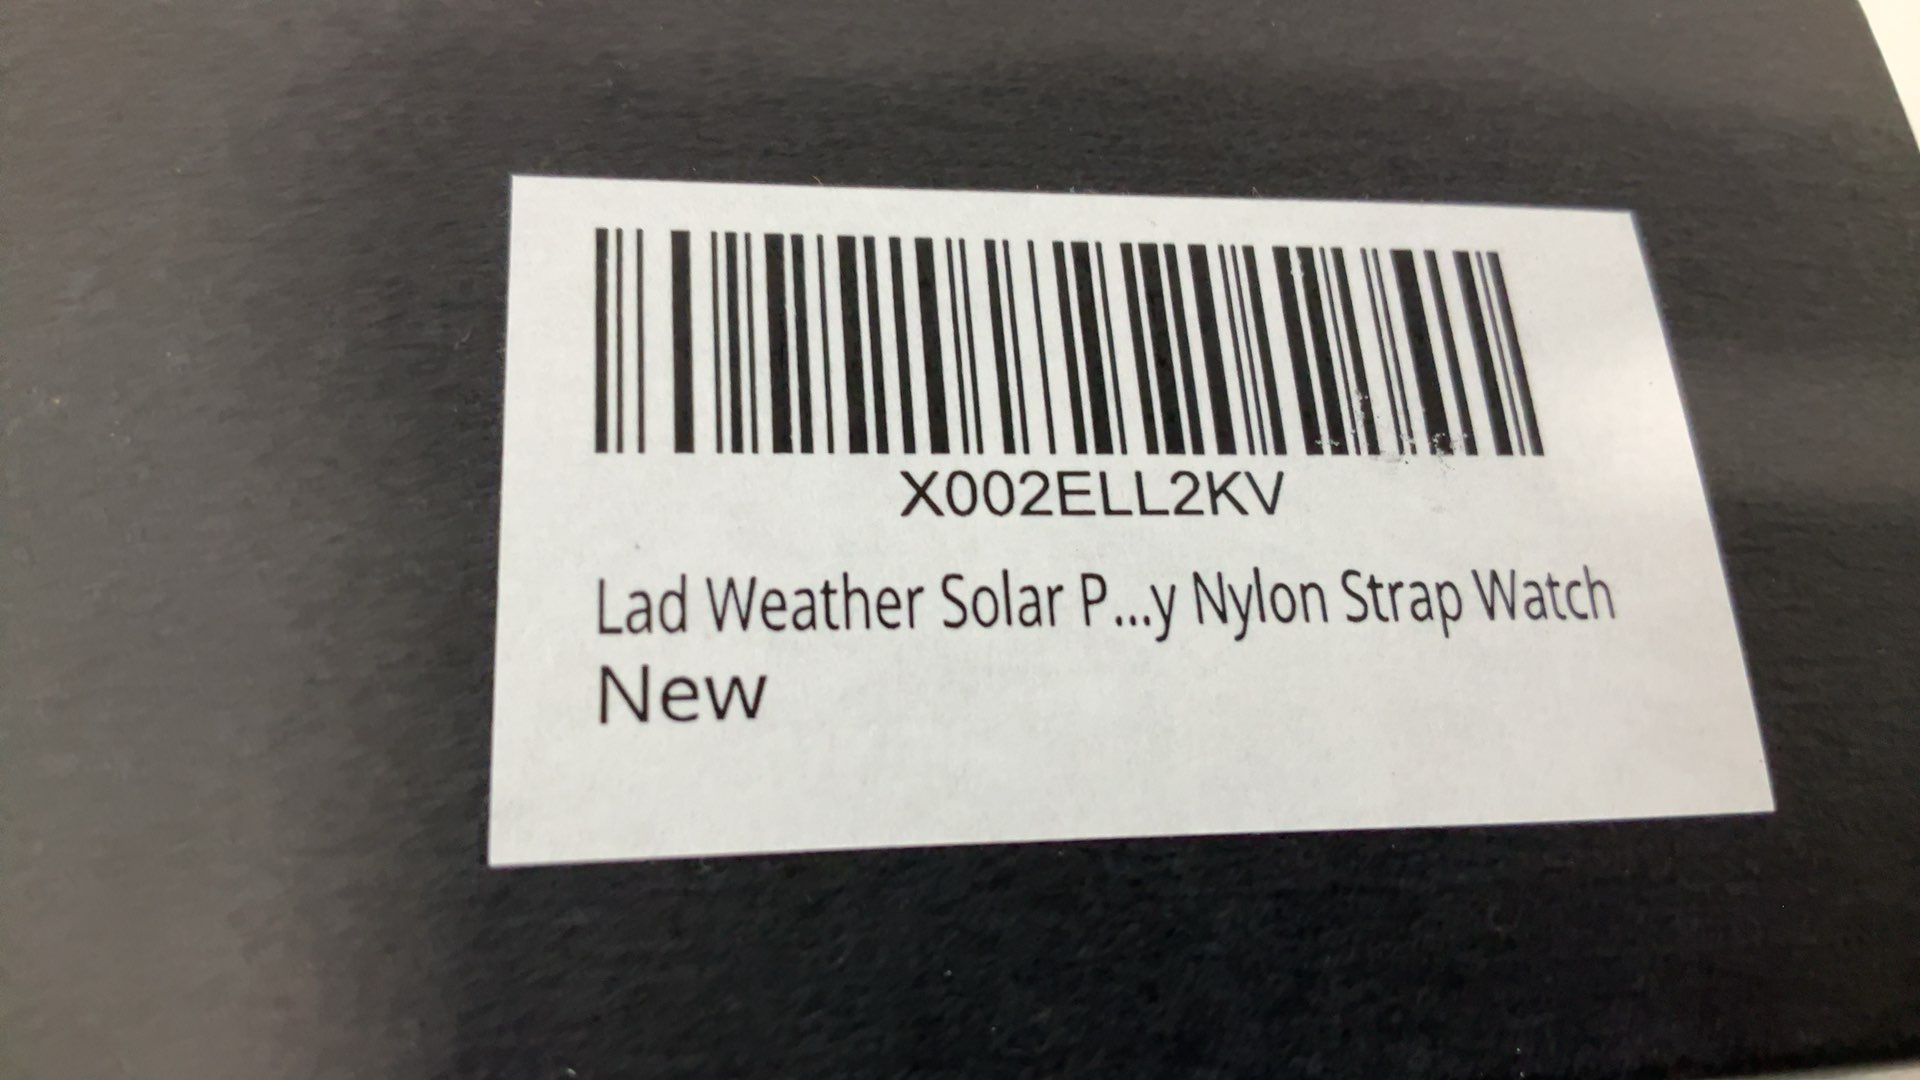 X002ELL2KV
Lad Weather Solar P...y Nylon Strap Watch
New